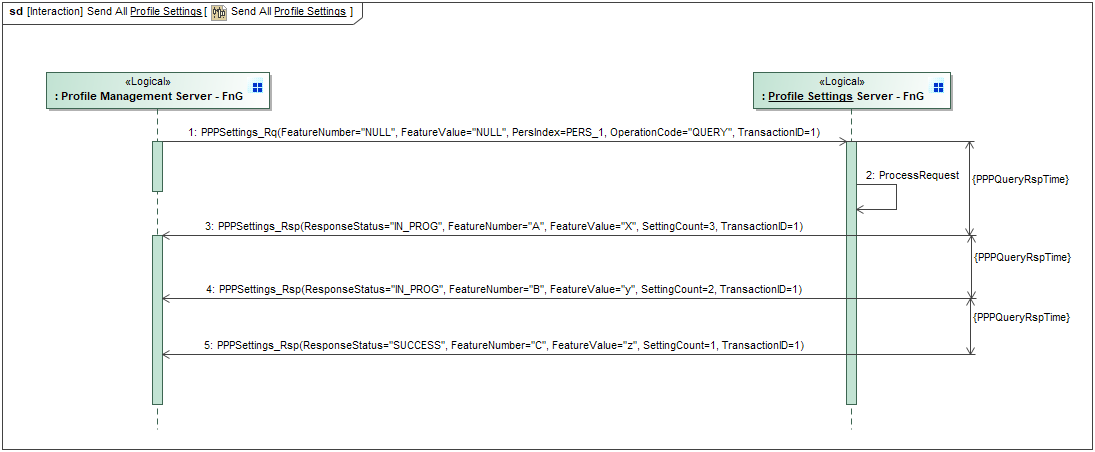 sd [Interaction] Send All Profile Settings [ Send All Profile Settings ]
«Logical»
: Profile Management Server - FnG
«Logical»
: Profile Settings Server - FnG
1: PPPSettings_Rq(FeatureNumber="NULL", FeatureValue="NULL", PersIndex=PERS_1, OperationCode="QUERY", TransactionID=1)
2: ProcessRequest
{PPPQueryRspTime}
3: PPPSettings_Rsp(ResponseStatus="IN_PROG", FeatureNumber="A", FeatureValue="X", SettingCount=3, TransactionID=1)
{PPPQueryRspTime}
4: PPPSettings_Rsp(ResponseStatus="IN_PROG", FeatureNumber="B", FeatureValue="y", SettingCount=2, TransactionID=1)
{PPPQueryRspTime}
5: PPPSettings_Rsp(ResponseStatus="SUCCESS", FeatureNumber="C", FeatureValue="z", SettingCount=1, TransactionID=1)